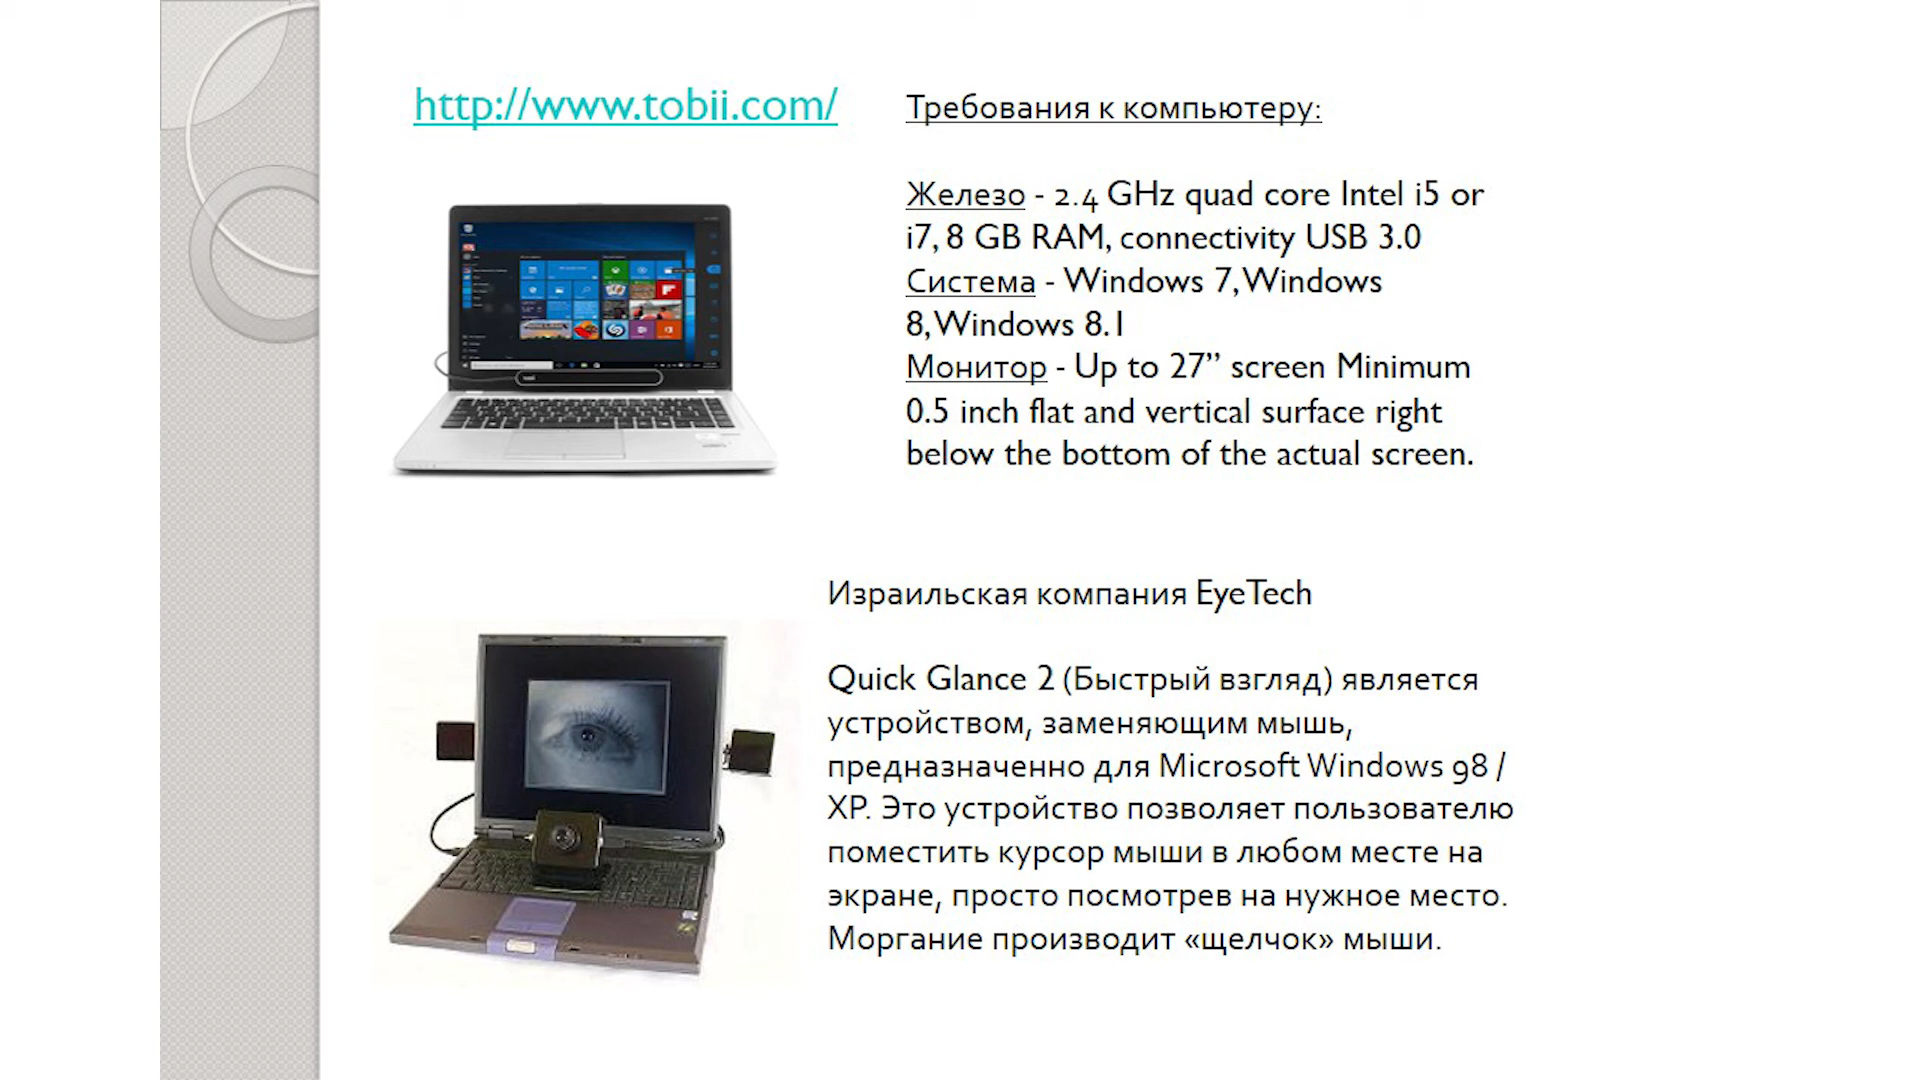 http://www.tobii.com/
Требования к компьютеру:
Железо - 2.4 GHz quad core Intel i5 or
i7, 8 GB RAM, connectivity USB 3.0
Система - Windows 7, Windows
8, Windows 8.1
Монитор - Up to 27” screen Minimum
0.5 inch flat and vertical surface right
below the bottom of the actual screen.
Израильская компания EyeTech
Quick Glance 2 (Быстрый взгляд) является
устройством, заменяющим мышь,
предназначенно для Microsoft Windows 98 /
XP. Это устройство позволяет пользователю
поместить курсор мыши в любом месте на
экране, просто посмотрев на нужное место.
Моргание производит «щелчок» мыши.